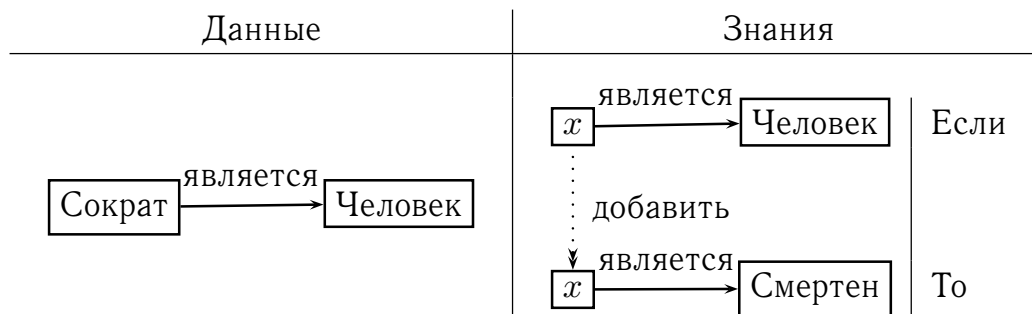 Данные
Знания
Сократ
является
Человек
x
является
Человек
Если
добавить
x
является
Смертен
То